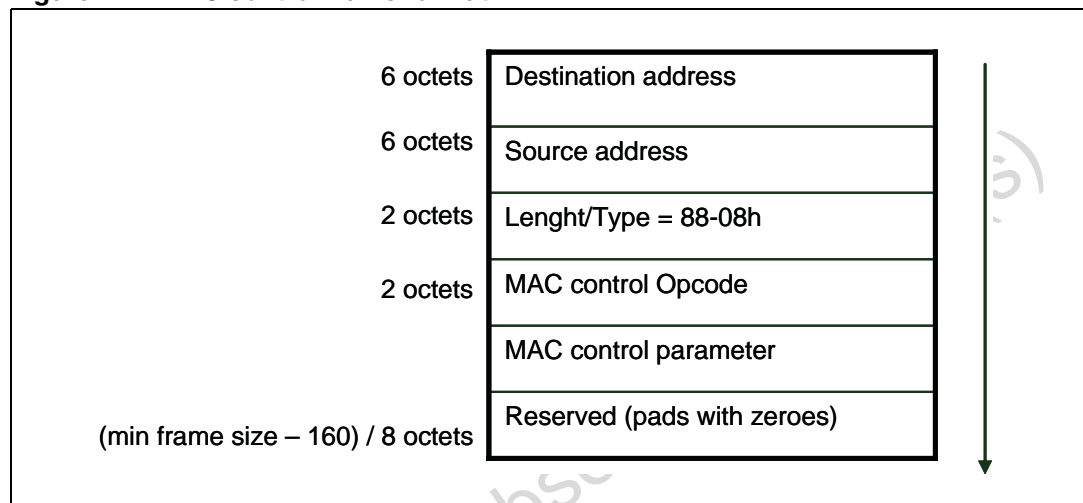 6 octets Destination address
6 octets Source address
2 octets Lenght/Type = 88-08h
2 octets MAC control Opcode
MAC control parameter
Reserved (pads with zeroes)
(min frame size – 160) / 8 octets